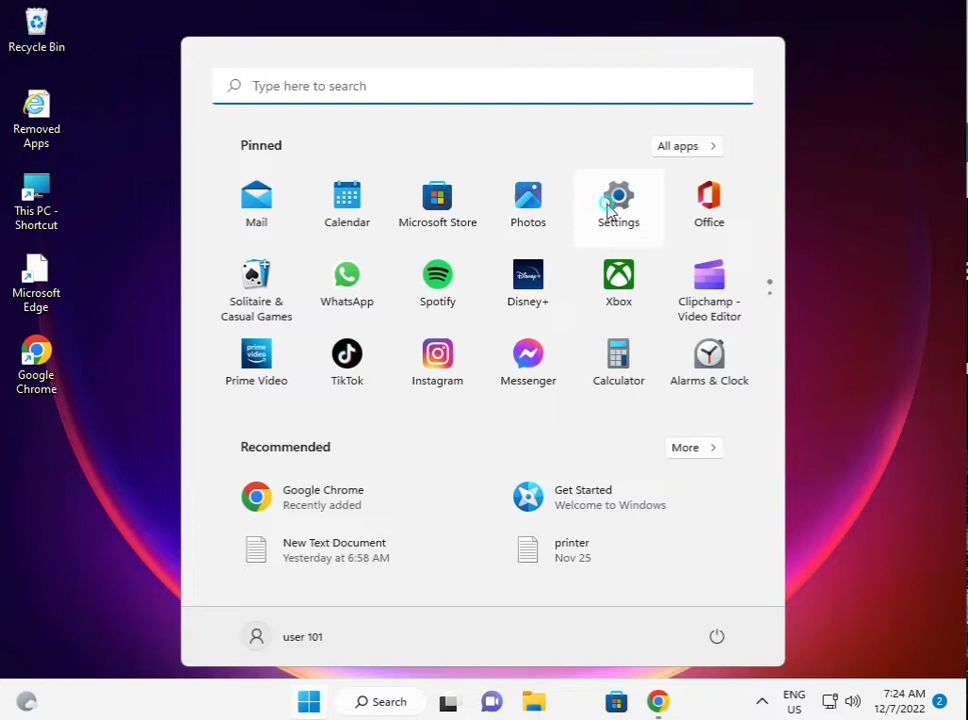 Recycle Bin
Removed
Apps
This PC -
Shortcut
Microsoft
Edge
Google
Chrome
Type here to search
Pinned
All apps
Mail
Calendar
Microsoft Store
Photos
Settings
Office
Solitaire &
Casual Games
WhatsApp
Spotify
Disney+
Xbox
Clipchamp -
Video Editor
prime video
Prime Video
TikTok
Instagram
Messenger
Calculator
Alarms & Clock
Recommended
More
Google Chrome
Recently added
Get Started
Welcome to Windows
New Text Document
Yesterday at 6:58 AM
printer
Nov 25
user 101
Search
ENG
US
7:24 AM
12/7/2022
2